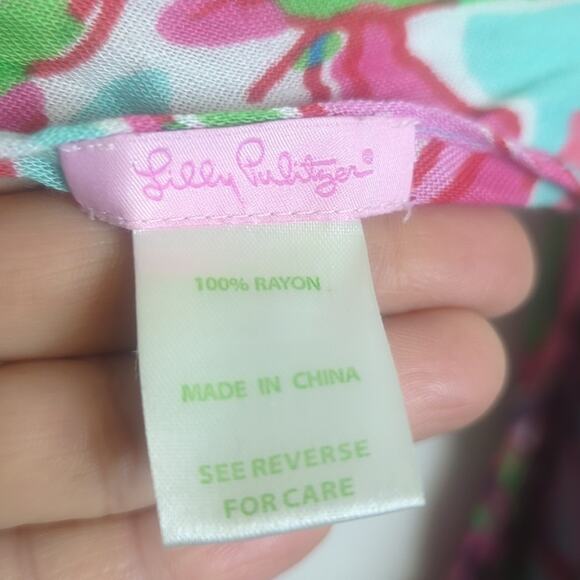 Lilly Pulitzer®
100% RAYON
MADE IN CHINA
SEE REVERSE
FOR CARE